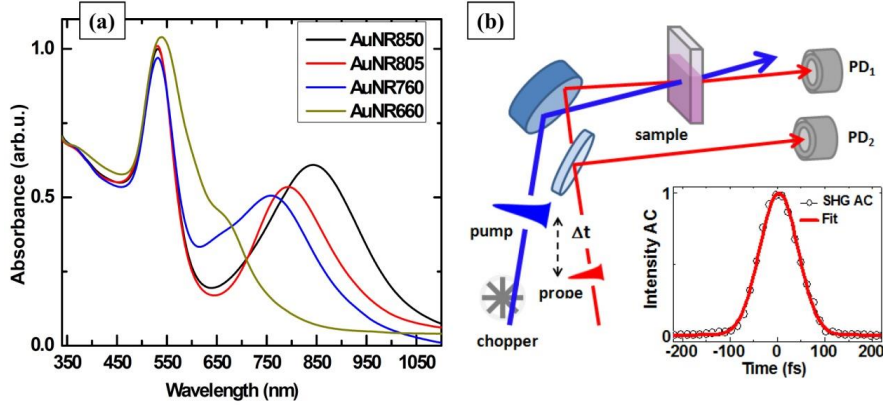 (a)
AuNR850
AuNR805
AuNR760
AuNR660
Absorbance (arb.u.)
1.0
0.5
0.0
350 450 550 650 750 850 950 1050
Wavelength (nm)
(b)
PD1
sample
PD2
pump
Δt
probe
chopper
SHG AC
Fit
Intensity AC
1
0
-200 -100 0 100 200
Time (fs)